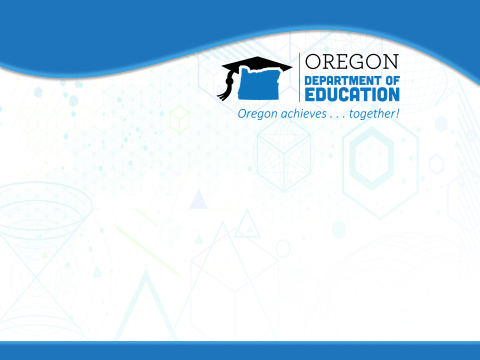 OREGON
DEPARTMENT OF
EDUCATION
Oregon achieves . . . together!